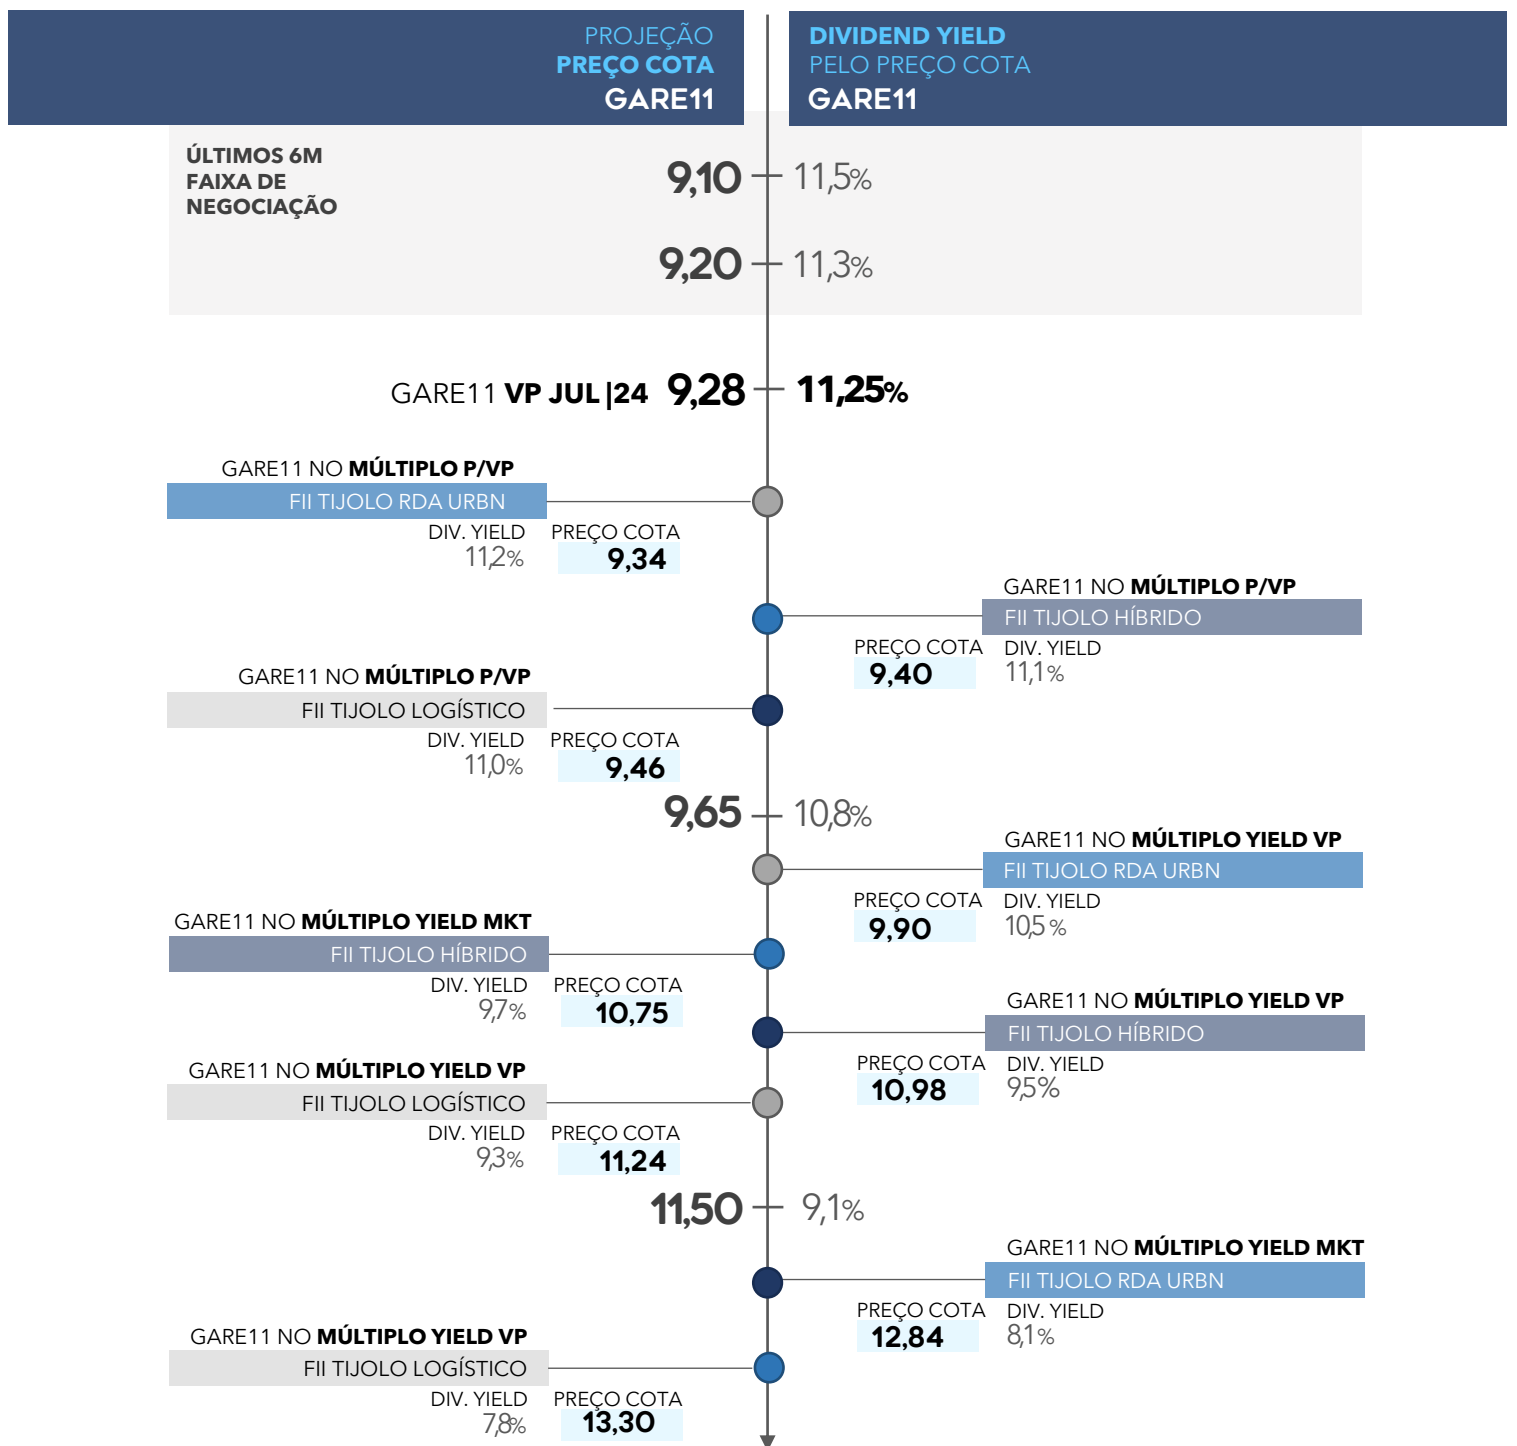 PROJEÇÃO
PREÇO COTA
GARE11
DIVIDEND YIELD
PELO PREÇO COTA
GARE11
ÚLTIMOS 6M
FAIXA DE
NEGOCIAÇÃO
9,10 11,5%
9,20 11,3%
GARE11 VP JUL |24 9,28 11,25%
GARE11 NO MÚLTIPLO P/VP
FII TIJOLO RDA URBN
DIV. YIELD PREÇO COTA
11,2% 9,34
GARE11 NO MÚLTIPLO P/VP
FII TIJOLO HÍBRIDO
PREÇO COTA DIV. YIELD
9,40 11,1%
GARE11 NO MÚLTIPLO P/VP
FII TIJOLO LOGÍSTICO
DIV. YIELD PREÇO COTA
11,0% 9,46
9,65 10,8%
GARE11 NO MÚLTIPLO YIELD VP
FII TIJOLO RDA URBN
PREÇO COTA DIV. YIELD
9,90 10,5%
GARE11 NO MÚLTIPLO YIELD MKT
FII TIJOLO HÍBRIDO
DIV. YIELD PREÇO COTA
9,7% 10,75
GARE11 NO MÚLTIPLO YIELD VP
FII TIJOLO HÍBRIDO
PREÇO COTA DIV. YIELD
10,98 9,5%
GARE11 NO MÚLTIPLO YIELD VP
FII TIJOLO LOGÍSTICO
DIV. YIELD PREÇO COTA
9,3% 11,24
11,50 9,1%
GARE11 NO MÚLTIPLO YIELD MKT
FII TIJOLO RDA URBN
PREÇO COTA DIV. YIELD
12,84 8,1%
GARE11 NO MÚLTIPLO YIELD VP
FII TIJOLO LOGÍSTICO
DIV. YIELD PREÇO COTA
7,8% 13,30